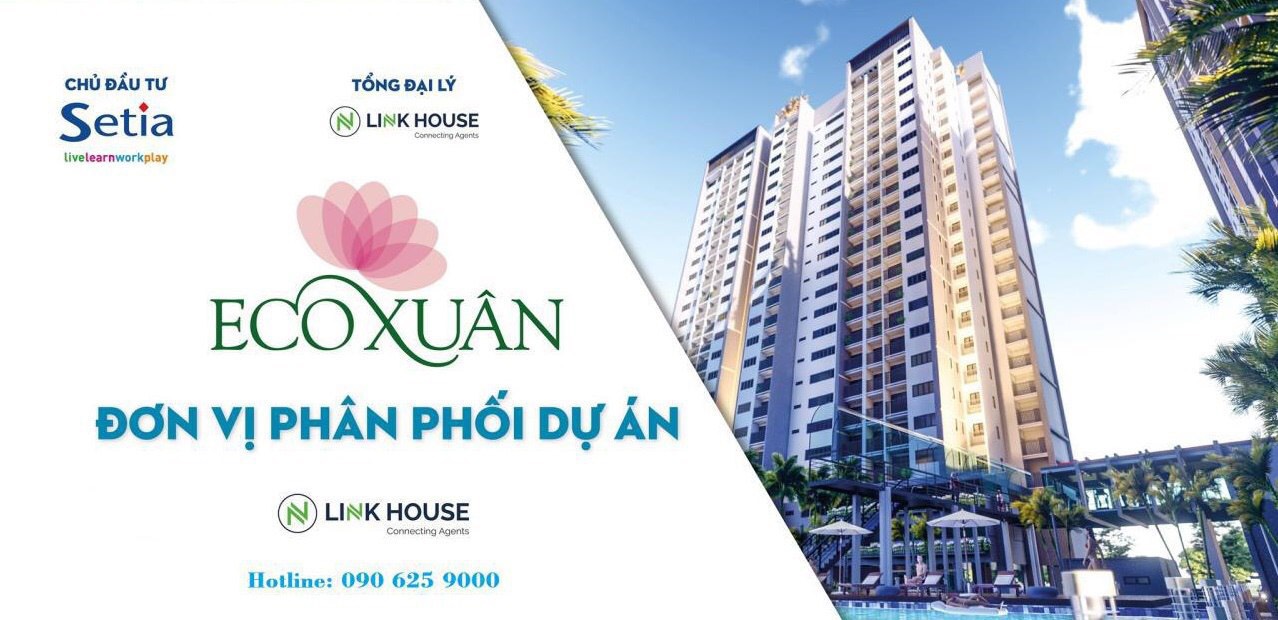 CHỦ ĐẦU TƯ
Setia
livelearnworkplay
TỔNG ĐẠI LÝ
LINK HOUSE
Connecting Agents
ECOXUÂN
ĐƠN VỊ PHÂN PHỐI DỰ ÁN
LINK HOUSE
Connecting Agents
Hotline: 090 625 9000